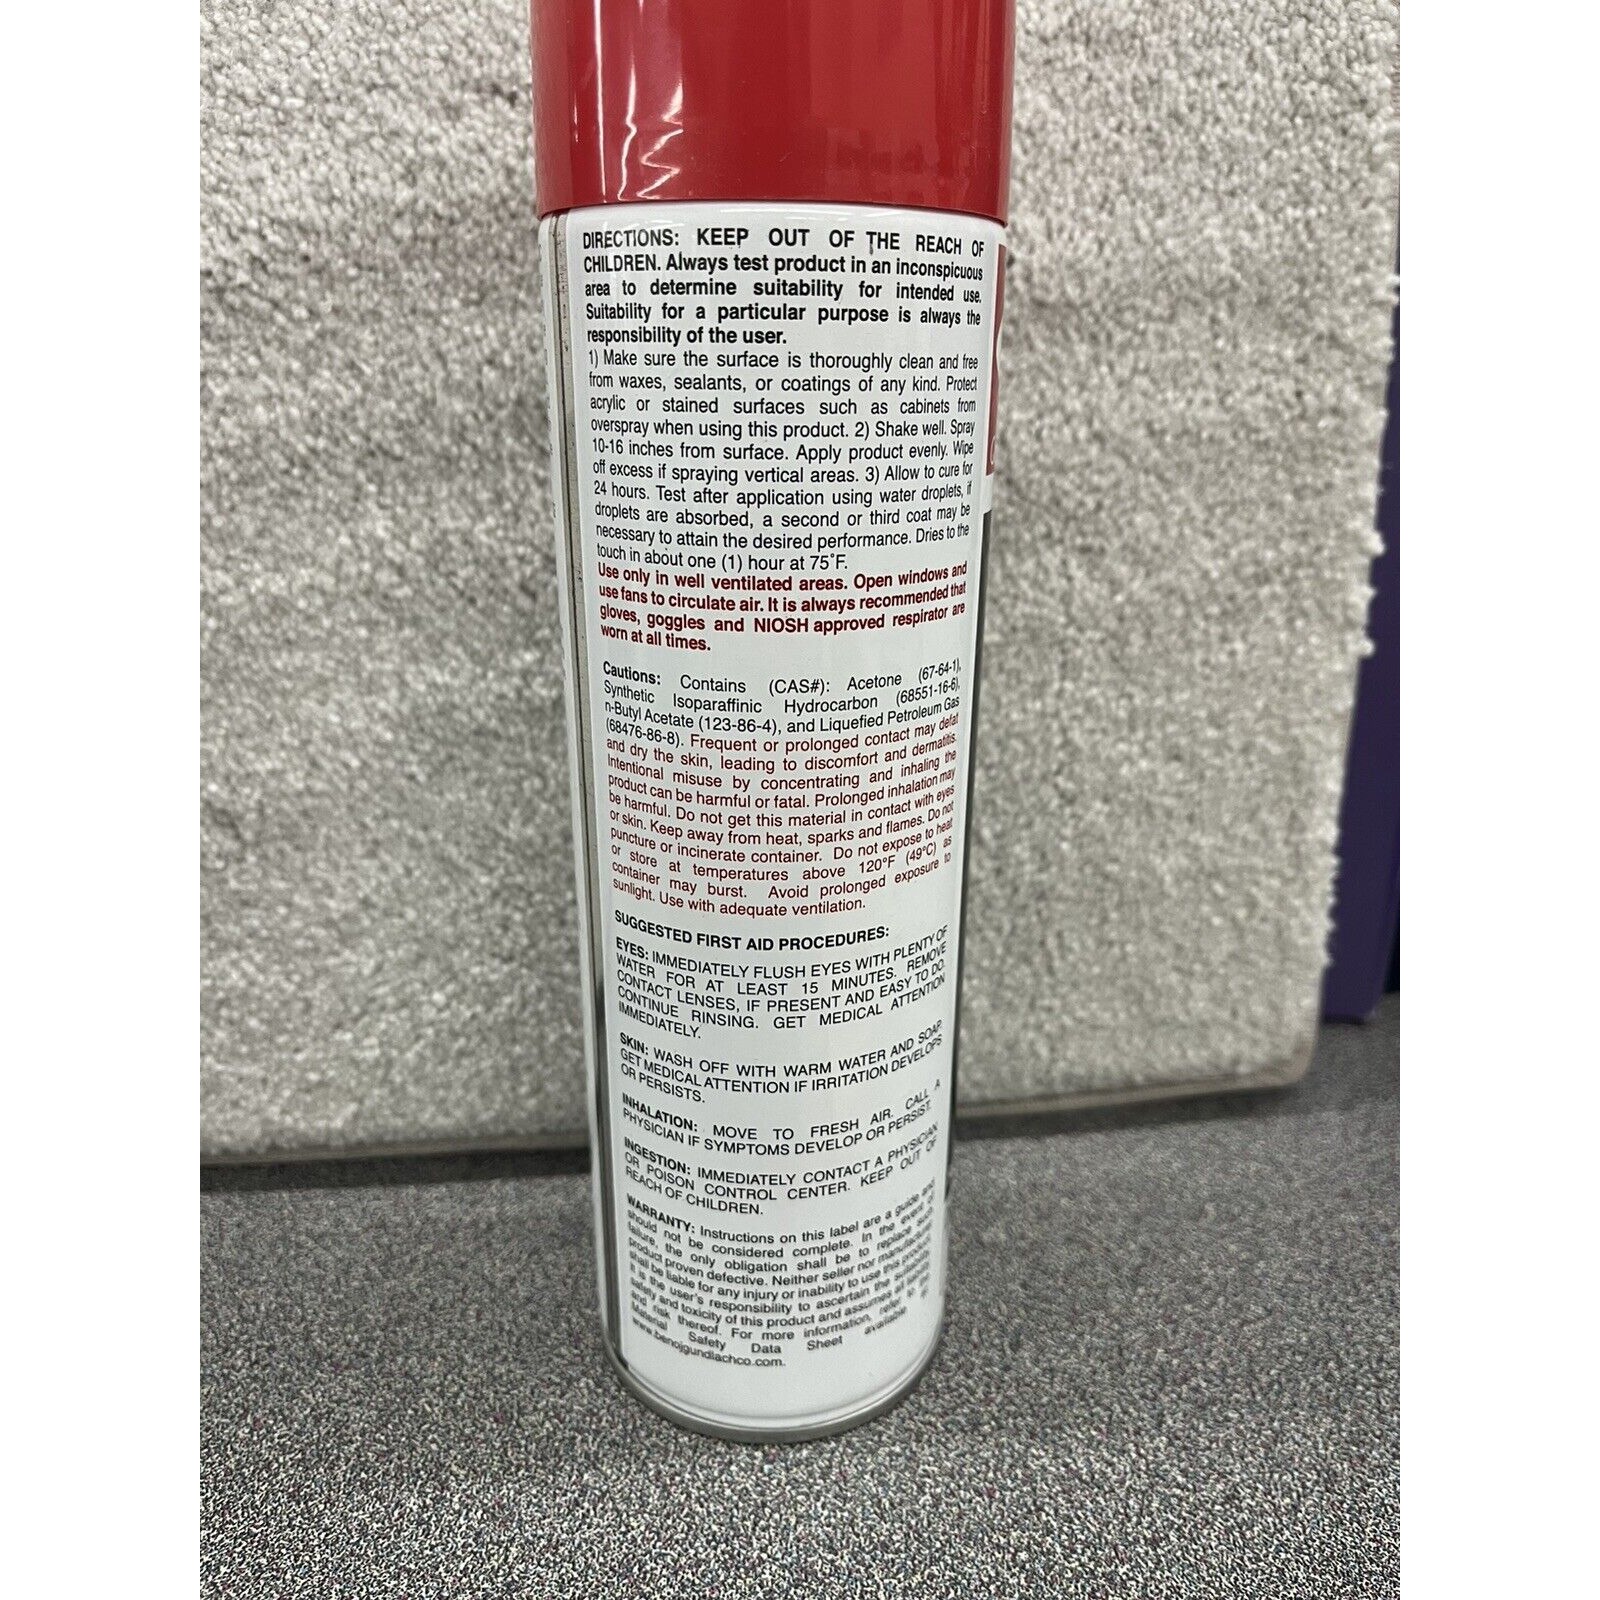 DIRECTIONS: KEEP OUT OF THE REACH OF
CHILDREN. Always test product in an inconspicuous
area to determine suitability for intended use.
Suitability for a particular purpose is always the
responsibility of the user.
1) Make sure the surface is thoroughly clean and free
from waxes, sealants, or coatings of any kind. Protect
acrylic or stained surfaces such as cabinets from
overspray when using this product. 2) Shake well. Spray
10-16 inches from surface. Apply product evenly. Wipe
off excess if spraying vertical areas. 3) Allow to cure for
24 hours. Test after application using water droplets, if
droplets are absorbed, a second or third coat may be
necessary to attain the desired performance. Dries to the
touch in about one (1) hour at 75°F.
Use only in well ventilated areas. Open windows and
use fans to circulate air. It is always recommended that
gloves, goggles and NIOSH approved respirator are
worn at all times.
Cautions: Contains (CAS#): Acetone (67-64-1),
Synthetic Isoparaffinic Hydrocarbon (68551-16-6),
n-Butyl Acetate (123-86-4), and Liquefied Petroleum Gas
(68476-86-8). Frequent or prolonged contact may defat
and dry the skin, leading to discomfort and dermatitis.
Intentional misuse by concentrating and inhaling the
product can be harmful or fatal. Prolonged inhalation may
be harmful. Do not get this material in contact with eyes
or skin. Keep away from heat, sparks and flames. Do not
puncture or incinerate container. Do not expose to heat
or store at temperatures above 120°F (49°C) as
container may burst. Avoid prolonged exposure to
sunlight. Use with adequate ventilation.
SUGGESTED FIRST AID PROCEDURES:
EYES: IMMEDIATELY FLUSH EYES WITH PLENTY OF
WATER FOR AT LEAST 15 MINUTES. REMOVE
CONTACT LENSES, IF PRESENT AND EASY TO DO.
CONTINUE RINSING. GET MEDICAL ATTENTION
IMMEDIATELY.
SKIN: WASH OFF WITH WARM WATER AND SOAP.
GET MEDICAL ATTENTION IF IRRITATION DEVELOPS
OR PERSISTS.
INHALATION: MOVE TO FRESH AIR. CALL A
PHYSICIAN IF SYMPTOMS DEVELOP OR PERSIST.
INGESTION: IMMEDIATELY CONTACT A PHYSICIAN
OR POISON CONTROL CENTER. KEEP OUT OF
REACH OF CHILDREN.
WARRANTY: Instructions on this label are a guide and
should not be considered complete. In the event of
failure, the only obligation shall be to replace such
product proven defective. Neither seller nor manufacturer
shall be liable for any injury or inability to use this product.
It is the user's responsibility to ascertain the suitability,
safety and toxicity of this product and assumes all liability
and risk thereof. For more information, refer to the
Material Safety Data Sheet available at
www.benojgundlachco.com.